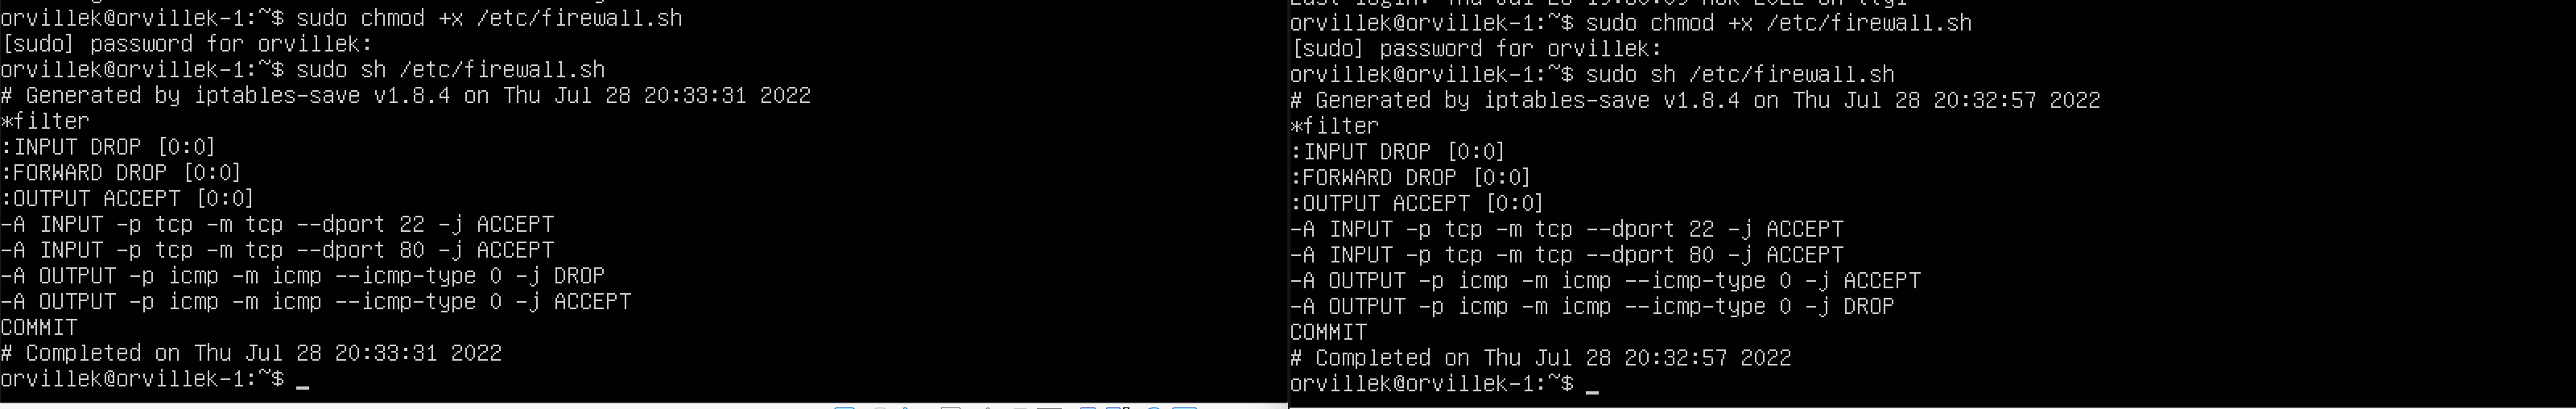 orvillek@orvillek-1:~$ sudo chmod +x /etc/firewall.sh
[sudo] password for orvillek:
orvillek@orvillek-1:~$ sudo sh /etc/firewall.sh
# Generated by iptables-save v1.8.4 on Thu Jul 28 20:33:31 2022
*filter
:INPUT DROP [0:0]
:FORWARD DROP [0:0]
:OUTPUT ACCEPT [0:0]
-A INPUT -p tcp -m tcp --dport 22 -j ACCEPT
-A INPUT -p tcp -m tcp --dport 80 -j ACCEPT
-A OUTPUT -p icmp -m icmp --icmp-type 0 -j DROP
-A OUTPUT -p icmp -m icmp --icmp-type 0 -j ACCEPT
COMMIT
# Completed on Thu Jul 28 20:33:31 2022
orvillek@orvillek-1:~$ _
orvillek@orvillek-1:~$ sudo chmod +x /etc/firewall.sh
[sudo] password for orvillek:
orvillek@orvillek-1:~$ sudo sh /etc/firewall.sh
# Generated by iptables-save v1.8.4 on Thu Jul 28 20:32:57 2022
*filter
:INPUT DROP [0:0]
:FORWARD DROP [0:0]
:OUTPUT ACCEPT [0:0]
-A INPUT -p tcp -m tcp --dport 22 -j ACCEPT
-A INPUT -p tcp -m tcp --dport 80 -j ACCEPT
-A OUTPUT -p icmp -m icmp --icmp-type 0 -j ACCEPT
-A OUTPUT -p icmp -m icmp --icmp-type 0 -j DROP
COMMIT
# Completed on Thu Jul 28 20:32:57 2022
orvillek@orvillek-1:~$ _